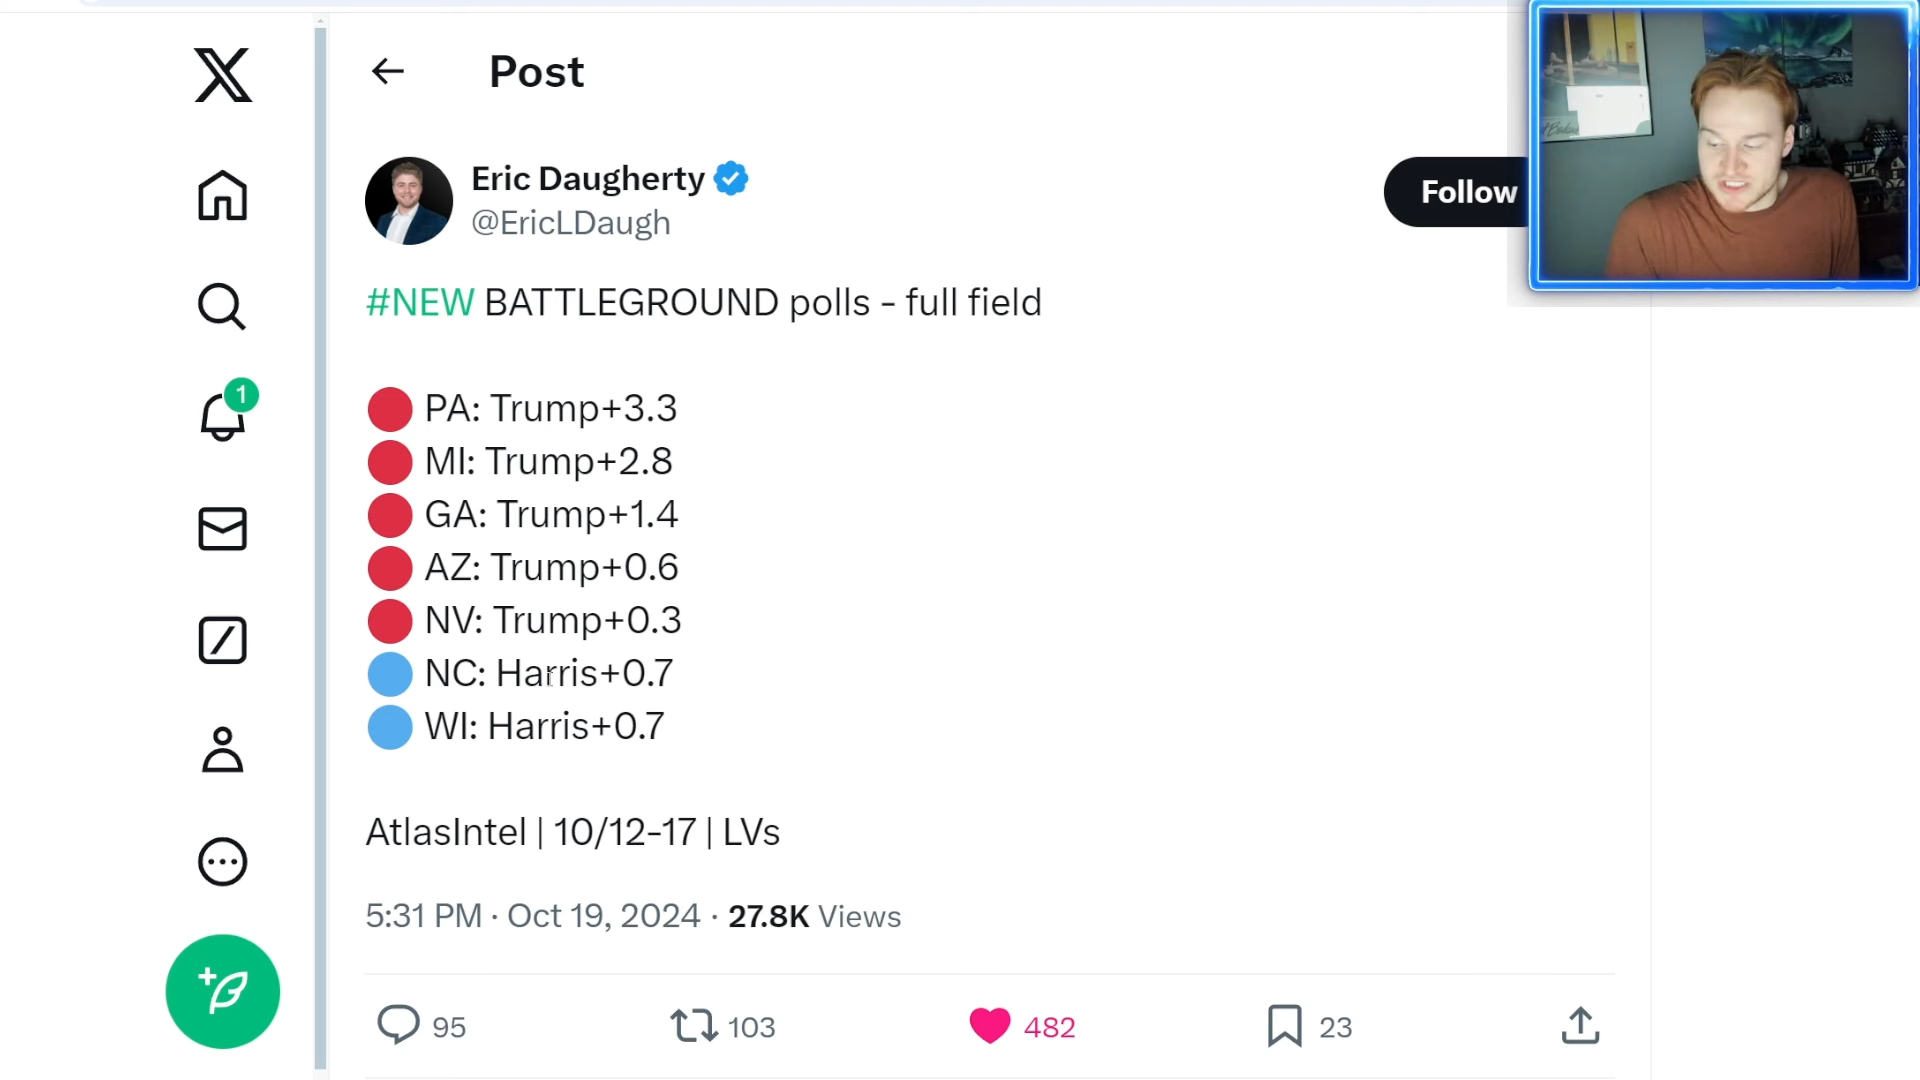 Post
Eric Daugherty
@EricLDaugh
Follow
#NEW BATTLEGROUND polls - full field
PA: Trump+3.3
MI: Trump+2.8
GA: Trump+1.4
AZ: Trump+0.6
NV: Trump+0.3
NC: Harris+0.7
WI: Harris+0.7
AtlasIntel | 10/12-17 | LVs
5:31 PM · Oct 19, 2024 · 27.8K Views
95
103
482
23
1